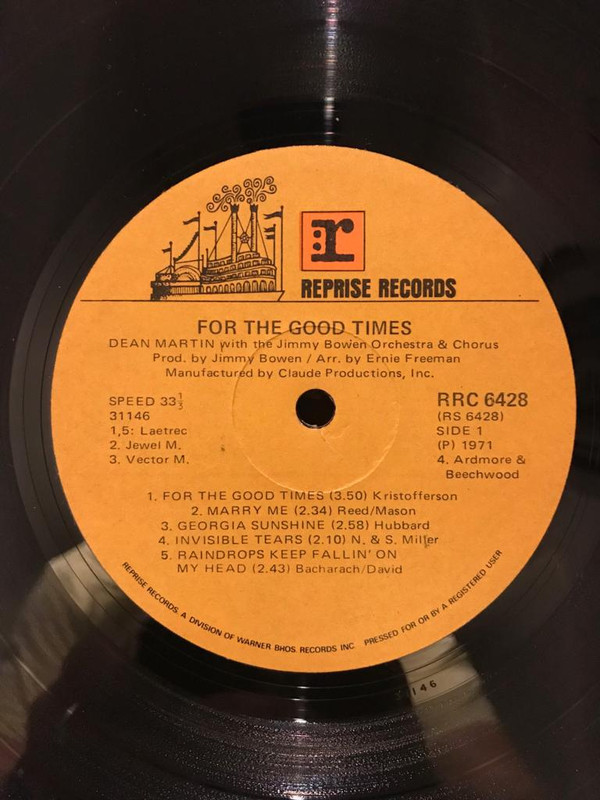 r
REPRISE RECORDS
FOR THE GOOD TIMES
DEAN MARTIN with the Jimmy Bowen Orchestra & Chorus
Prod. by Jimmy Bowen / Arr. by Ernie Freeman
Manufactured by Claude Productions, Inc.
SPEED 33⅓
31146
1,5: Laetrec
2. Jewel M.
3. Vector M.
RRC 6428
(RS 6428)
SIDE 1
(P) 1971
4. Ardmore &
Beechwood
1. FOR THE GOOD TIMES (3.50) Kristofferson
2. MARRY ME (2.34) Reed/Mason
3. GEORGIA SUNSHINE (2.58) Hubbard
4. INVISIBLE TEARS (2.10) N. & S. Miller
5. RAINDROPS KEEP FALLIN' ON
MY HEAD (2.43) Bacharach/David
REPRISE RECORDS, A DIVISION OF WARNER BROS. RECORDS INC. PRESSED FOR OR BY A REGISTERED USER
146